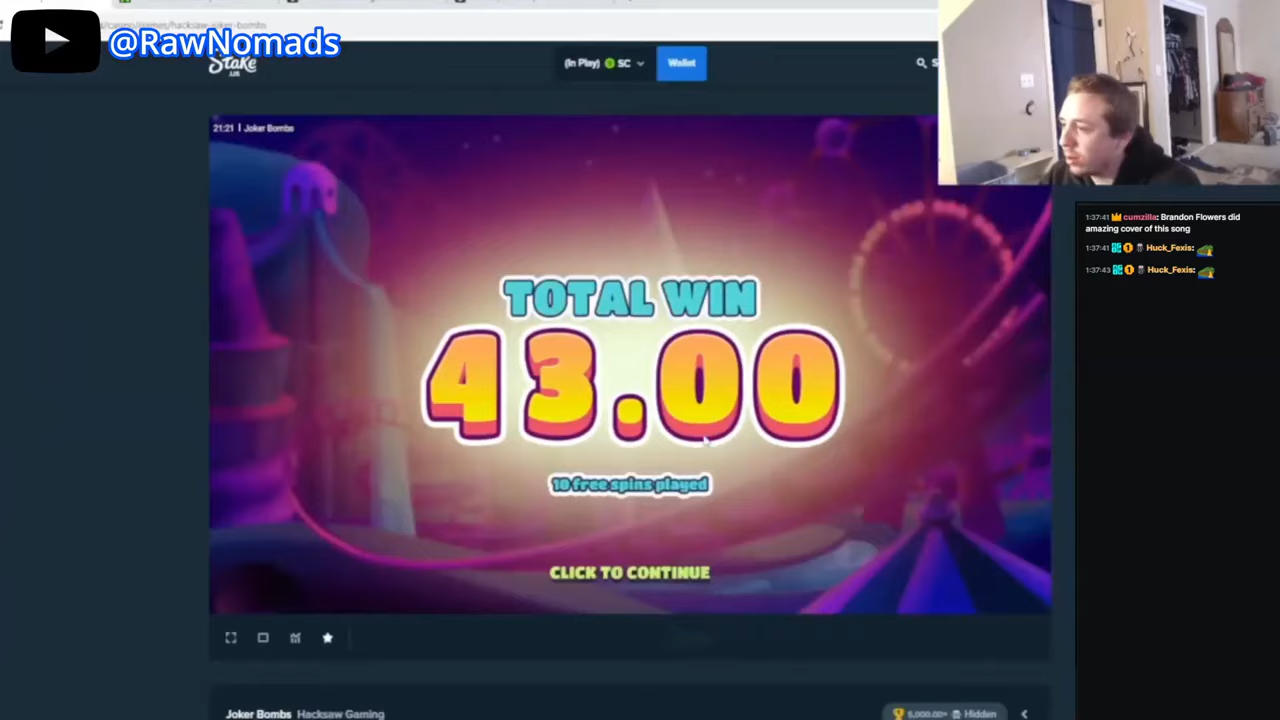 @RawNomads
Stake
.US
(In Play) SC
Wallet
21:21 | Joker Bombs
TOTAL WIN
43.00
10 free spins played
CLICK TO CONTINUE
Joker Bombs Hacksaw Gaming
Hidden
1:37:41 cumzilla: Brandon Flowers did
amazing cover of this song
1:37:41 Huck_Fexis:
1:37:43 Huck_Fexis: